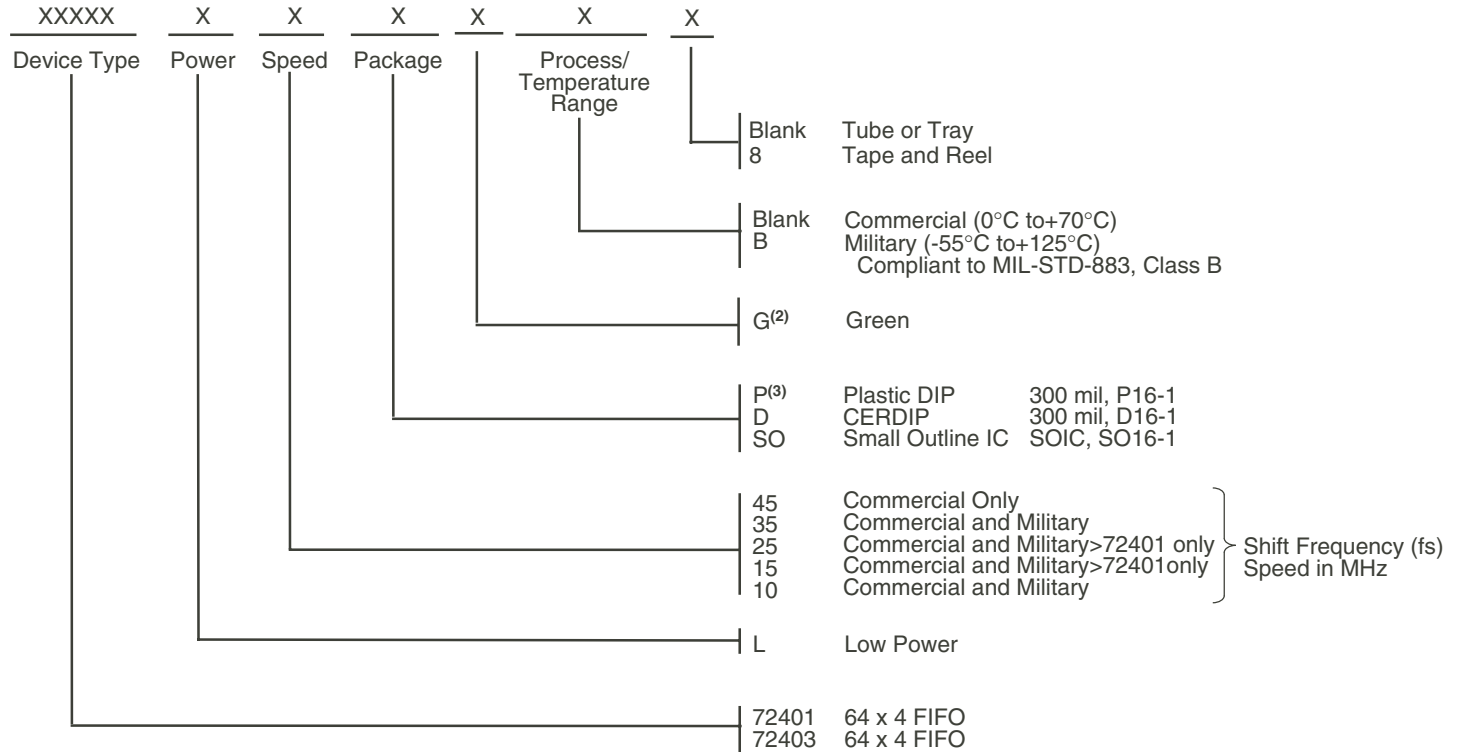 XXXXX X X X X X X
Device Type Power Speed Package Process/
Temperature
Range
Blank Tube or Tray
8 Tape and Reel
Blank Commercial (0°C to+70°C)
B Military (-55°C to+125°C)
Compliant to MIL-STD-883, Class B
G(2) Green
P(3) Plastic DIP 300 mil, P16-1
D CERDIP 300 mil, D16-1
SO Small Outline IC SOIC, SO16-1
45 Commercial Only
35 Commercial and Military
25 Commercial and Military>72401 only
15 Commercial and Military>72401only
10 Commercial and Military
Shift Frequency (fs)
Speed in MHz
L Low Power
72401 64 x 4 FIFO
72403 64 x 4 FIFO